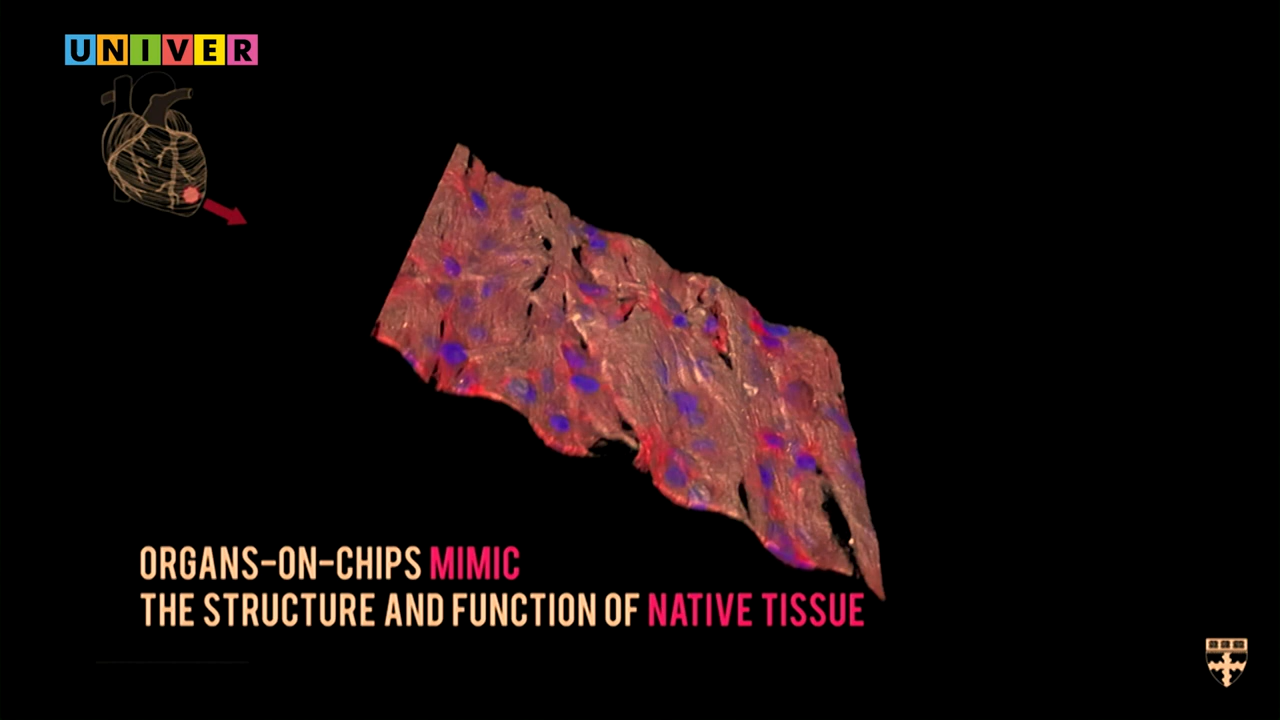 UNIVER
ORGANS-ON-CHIPS MIMIC
THE STRUCTURE AND FUNCTION OF NATIVE TISSUE